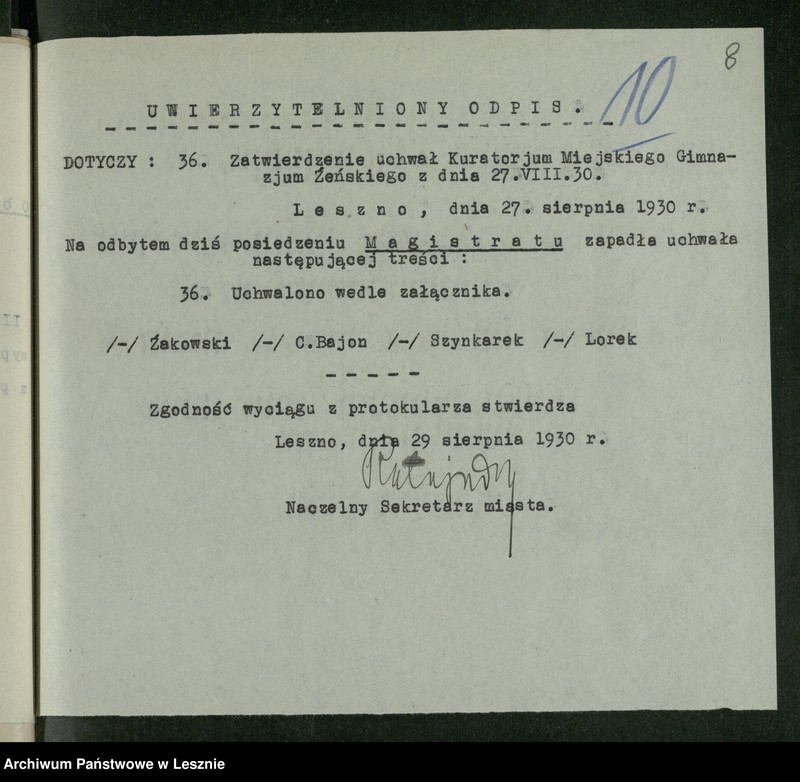 8
10
U W I E R Z Y T E L N I O N Y O D P I S .
DOTYCZY : 36. Zatwierdzenie uchwał Kuratorjum Miejskiego Gimna-
zjum Żeńskiego z dnia 27.VIII.30.
L e s z n o , dnia 27. sierpnia 1930 r.
Na odbytem dziś posiedzeniu M a g i s t r a t u zapadła uchwała
następującej treści :
36. Uchwalono wedle załącznika.
/-/ Żakowski /-/ C.Bajon /-/ Szynkarek /-/ Lorek
- - - - -
Zgodność wyciągu z protokularza stwierdza
Leszno, dnia 29 sierpnia 1930 r.
Naczelny Sekretarz miasta.
Archiwum Państwowe w Lesznie